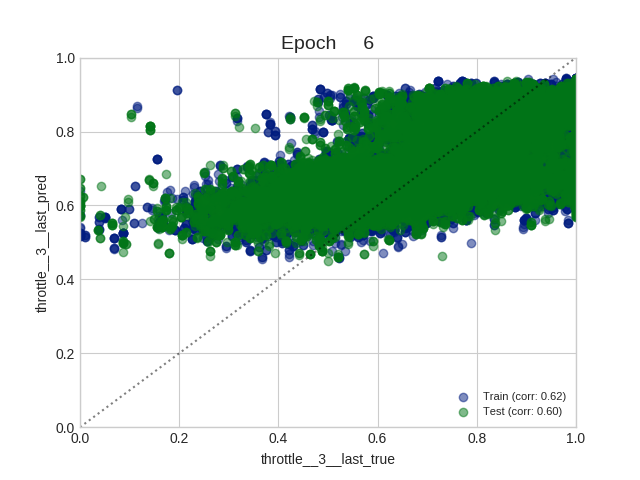 Epoch 6
1.0
0.8
0.6
0.4
0.2
0.0
throttle__3__last_pred
Train (corr: 0.62)
Test (corr: 0.60)
0.0 0.2 0.4 0.6 0.8 1.0
throttle__3__last_true